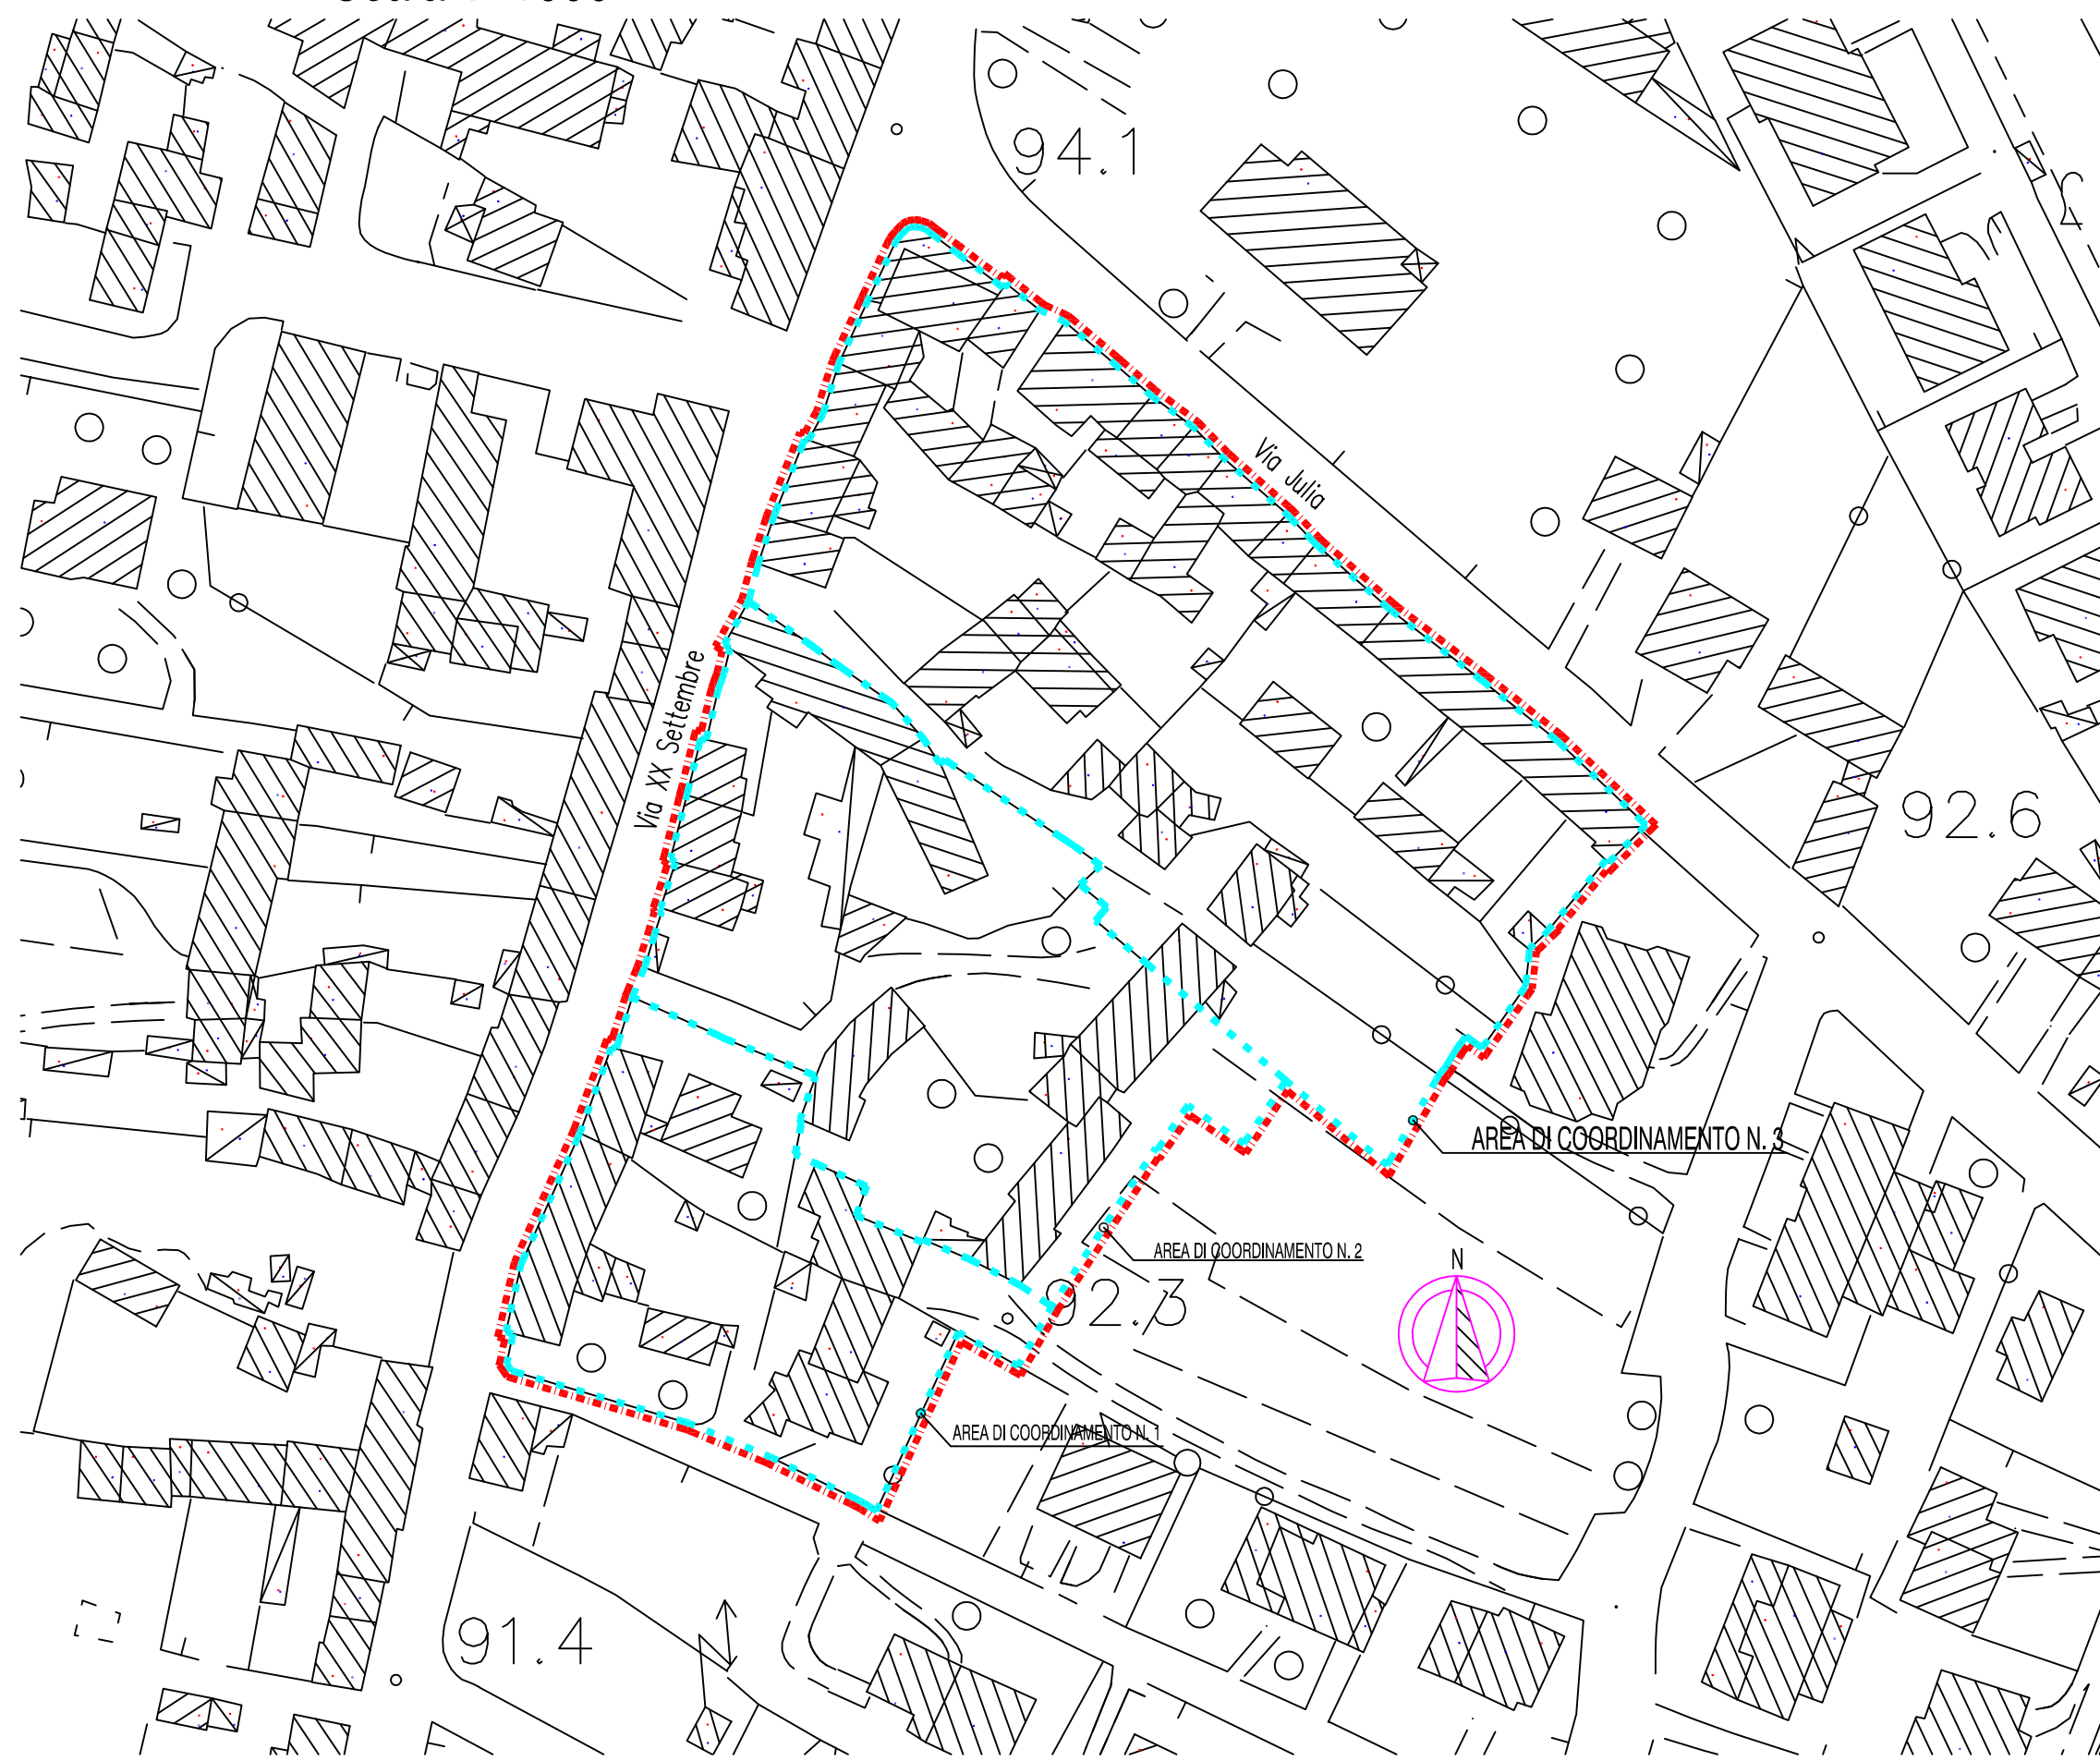 94.1
Via Julia
Via XX Settembre
92.6
AREA DI COORDINAMENTO N. 3
AREA DI COORDINAMENTO N. 2
N
92.3
AREA DI COORDINAMENTO N. 1
91.4